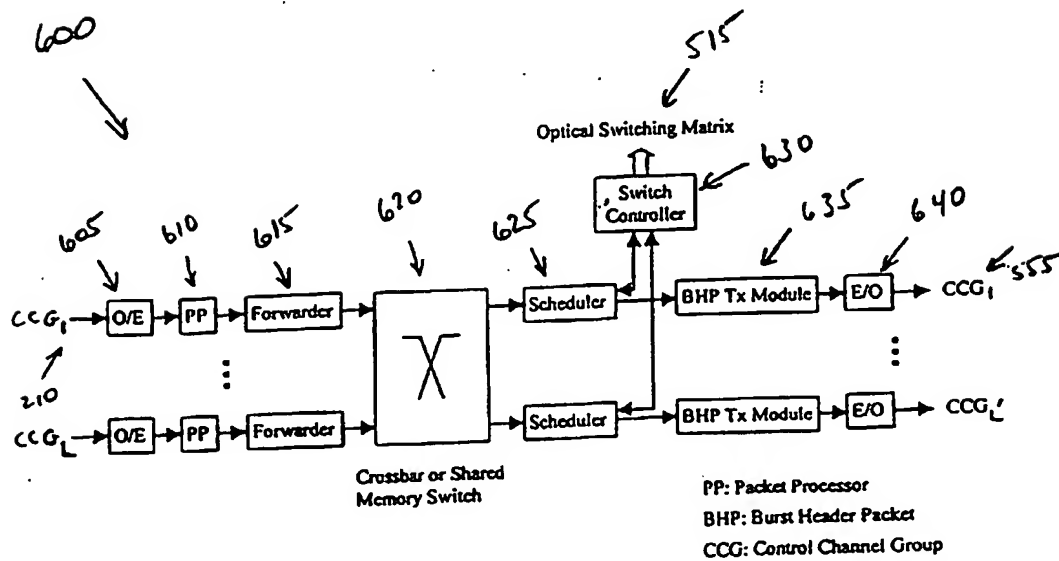 600
515
Optical Switching Matrix
630
Switch
Controller
605
610
615
620
625
635
640
555
CCG1
O/E
PP
Forwarder
Scheduler
BHP Tx Module
E/O
CCG1
210
CCGL
O/E
PP
Forwarder
Scheduler
BHP Tx Module
E/O
CCGL'
Crossbar or Shared
Memory Switch
PP: Packet Processor
BHP: Burst Header Packet
CCG: Control Channel Group